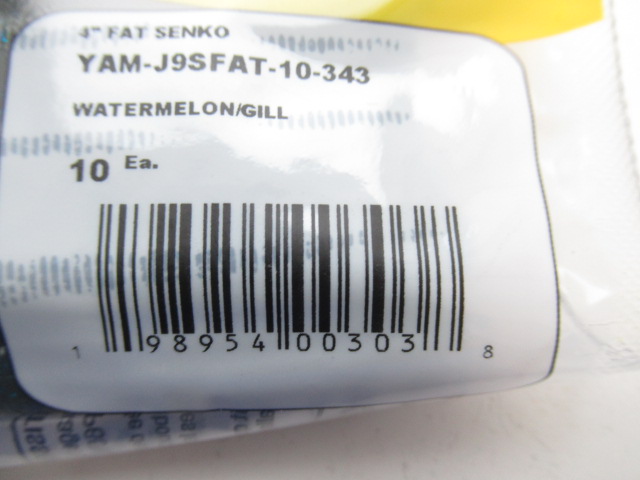 4" FAT SENKO
YAM-J9SFAT-10-343
WATERMELON/GILL
10 Ea.
1 98954 00303 8